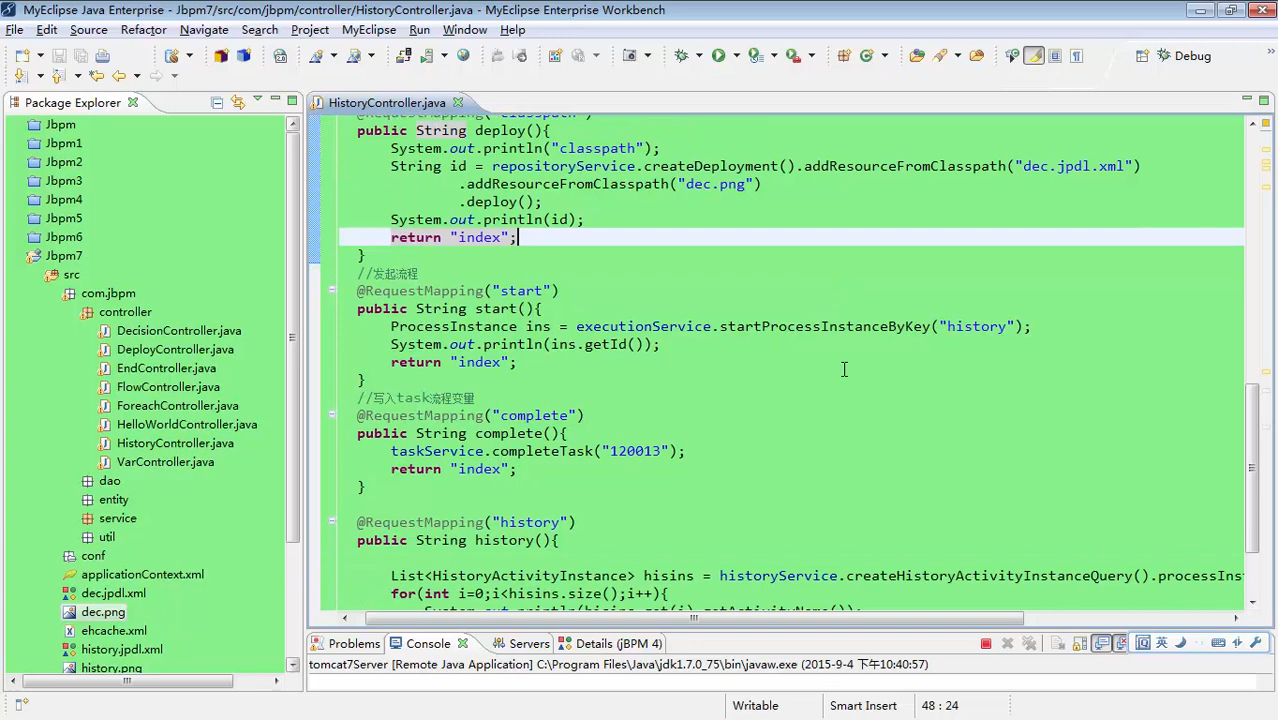 MyEclipse Java Enterprise - Jbpm7/src/com/jbpm/controller/HistoryController.java - MyEclipse Enterprise Workbench
File Edit Source Refactor Navigate Search Project MyEclipse Run Window Help
Debug
Package Explorer
Jbpm
Jbpm1
Jbpm2
Jbpm3
Jbpm4
Jbpm5
Jbpm6
Jbpm7
src
com.jbpm
controller
DecisionController.java
DeployController.java
EndController.java
FlowController.java
ForeachController.java
HelloWorldController.java
HistoryController.java
VarController.java
dao
entity
service
util
conf
applicationContext.xml
dec.jpdl.xml
dec.png
ehcache.xml
history.jpdl.xml
history.png
HistoryController.java
@RequestMapping("classpath")
public String deploy(){
System.out.println("classpath");
String id = repositoryService.createDeployment().addResourceFromClasspath("dec.jpdl.xml")
.addResourceFromClasspath("dec.png")
.deploy();
System.out.println(id);
return "index";
}
//发起流程
@RequestMapping("start")
public String start(){
ProcessInstance ins = executionService.startProcessInstanceByKey("history");
System.out.println(ins.getId());
return "index";
}
//写入task流程变量
@RequestMapping("complete")
public String complete(){
taskService.completeTask("120013");
return "index";
}
@RequestMapping("history")
public String history(){
List<HistoryActivityInstance> hisins = historyService.createHistoryActivityInstanceQuery().processIns
for(int i=0;i<hisins.size();i++){
System.out.println(hisins.get(i).getActivityName());
Problems Console Servers Details (jBPM 4)
英
tomcat7Server [Remote Java Application] C:\Program Files\Java\jdk1.7.0_75\bin\javaw.exe (2015-9-4 下午10:40:57)
Writable Smart Insert 48 : 24